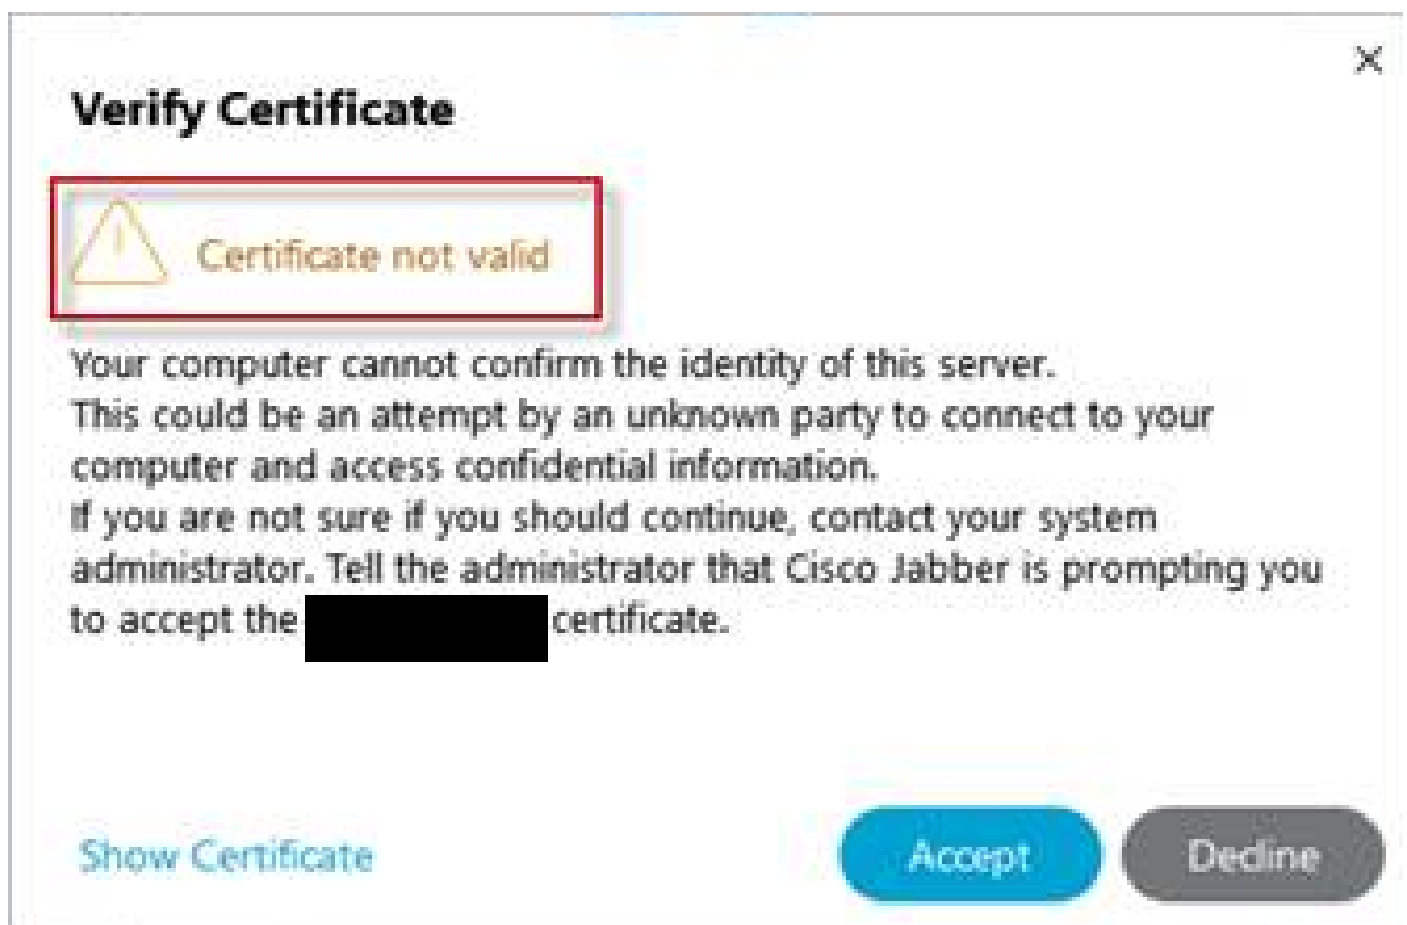 Verify Certificate
Certificate not valid
Your computer cannot confirm the identity of this server.
This could be an attempt by an unknown party to connect to your
computer and access confidential information.
If you are not sure if you should continue, contact your system
administrator. Tell the administrator that Cisco Jabber is prompting you
to accept the certificate.
Show Certificate
Accept
Decline